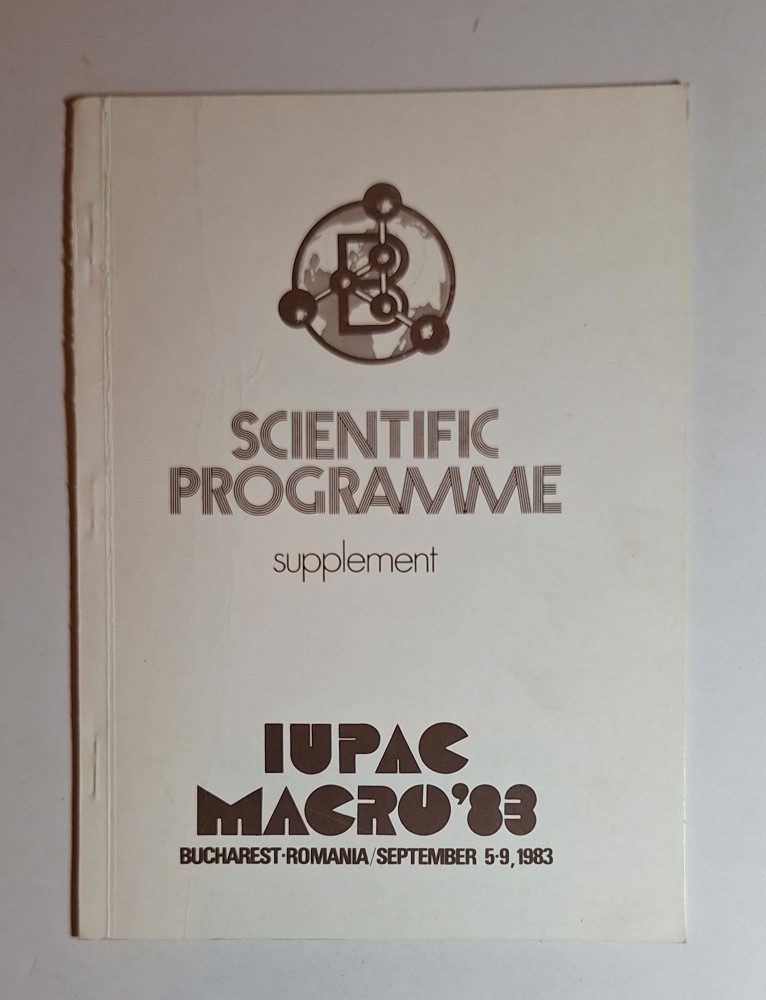 B
SCIENTIFIC
PROGRAMME
supplement
IUPAC
MACRO'83
BUCHAREST·ROMANIA/SEPTEMBER 5-9, 1983